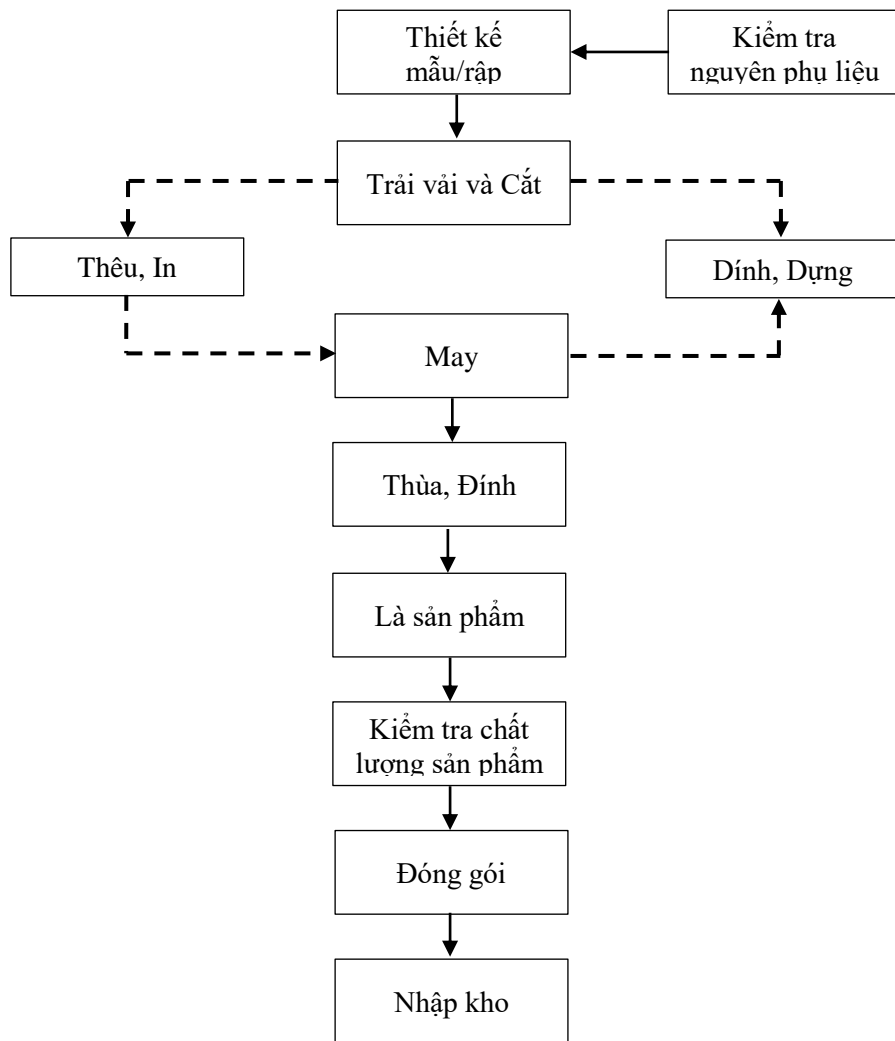 Thiết kế
mẫu/rập
Kiểm tra
nguyên phụ liệu
Trải vải và Cắt
Thêu, In
Dính, Dựng
May
Thùa, Đính
Là sản phẩm
Kiểm tra chất
lượng sản phẩm
Đóng gói
Nhập kho